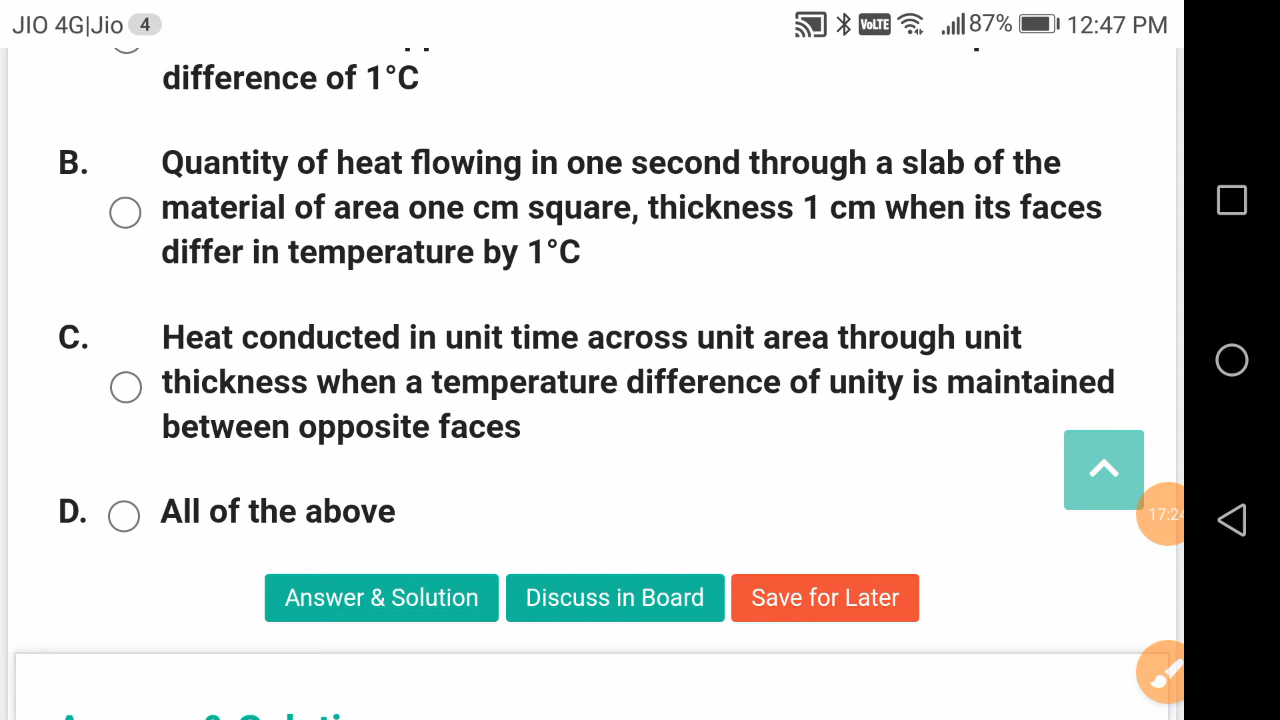 JIO 4G|Jio 4 VoLTE 87% 12:47 PM
difference of 1°C
B. Quantity of heat flowing in one second through a slab of the
material of area one cm square, thickness 1 cm when its faces
differ in temperature by 1°C
C. Heat conducted in unit time across unit area through unit
thickness when a temperature difference of unity is maintained
between opposite faces
D. All of the above
17:24
Answer & Solution Discuss in Board Save for Later